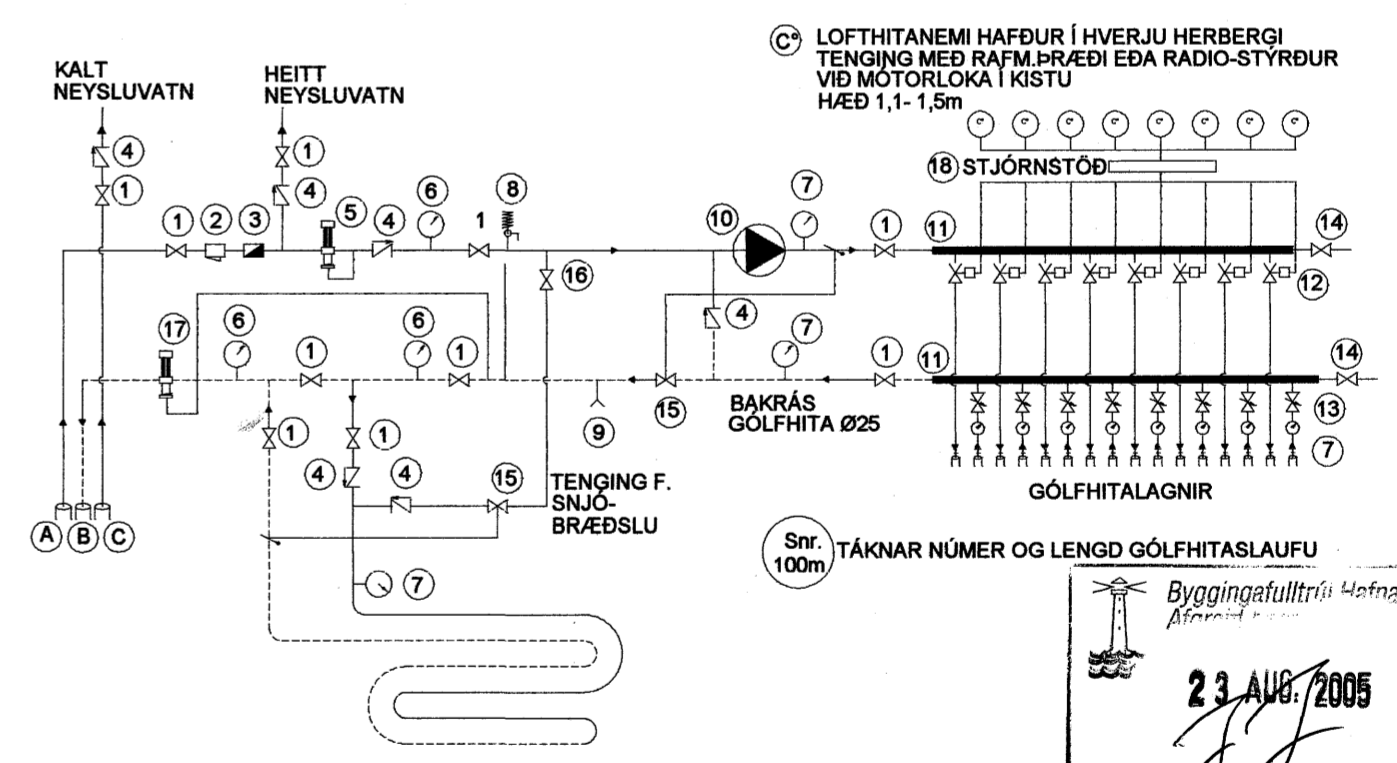 C° LOFTHITANEMI HAFÐUR Í HVERJU HERBERGI
TENGING MEÐ RAFM.ÞRÆÐI EÐA RADIO-STÝRÐUR
VIÐ MÓTORLOKA Í KISTU
HÆÐ 1,1- 1,5m
KALT
NEYSLUVATN
HEITT
NEYSLUVATN
C° C° C° C° C° C° C° C°
4
1
1
4
18 STJÓRNSTÖÐ
1 2 3 5 4 6 1 8 10 7 1 11 14
16
12
17 6 1 6 1 4 7 1 11 14
15
9
BAKRÁS
GÓLFHITA Ø25
13
1 1
4 4 15
7
TENGING F.
SNJÓ-
BRÆÐSLU
GÓLFHITALAGNIR
A B C
Snr.
100m
TÁKNAR NÚMER OG LENGD GÓLFHITASLAUFU
7
Byggingafulltrúi Hafna
23 AUG. 2005